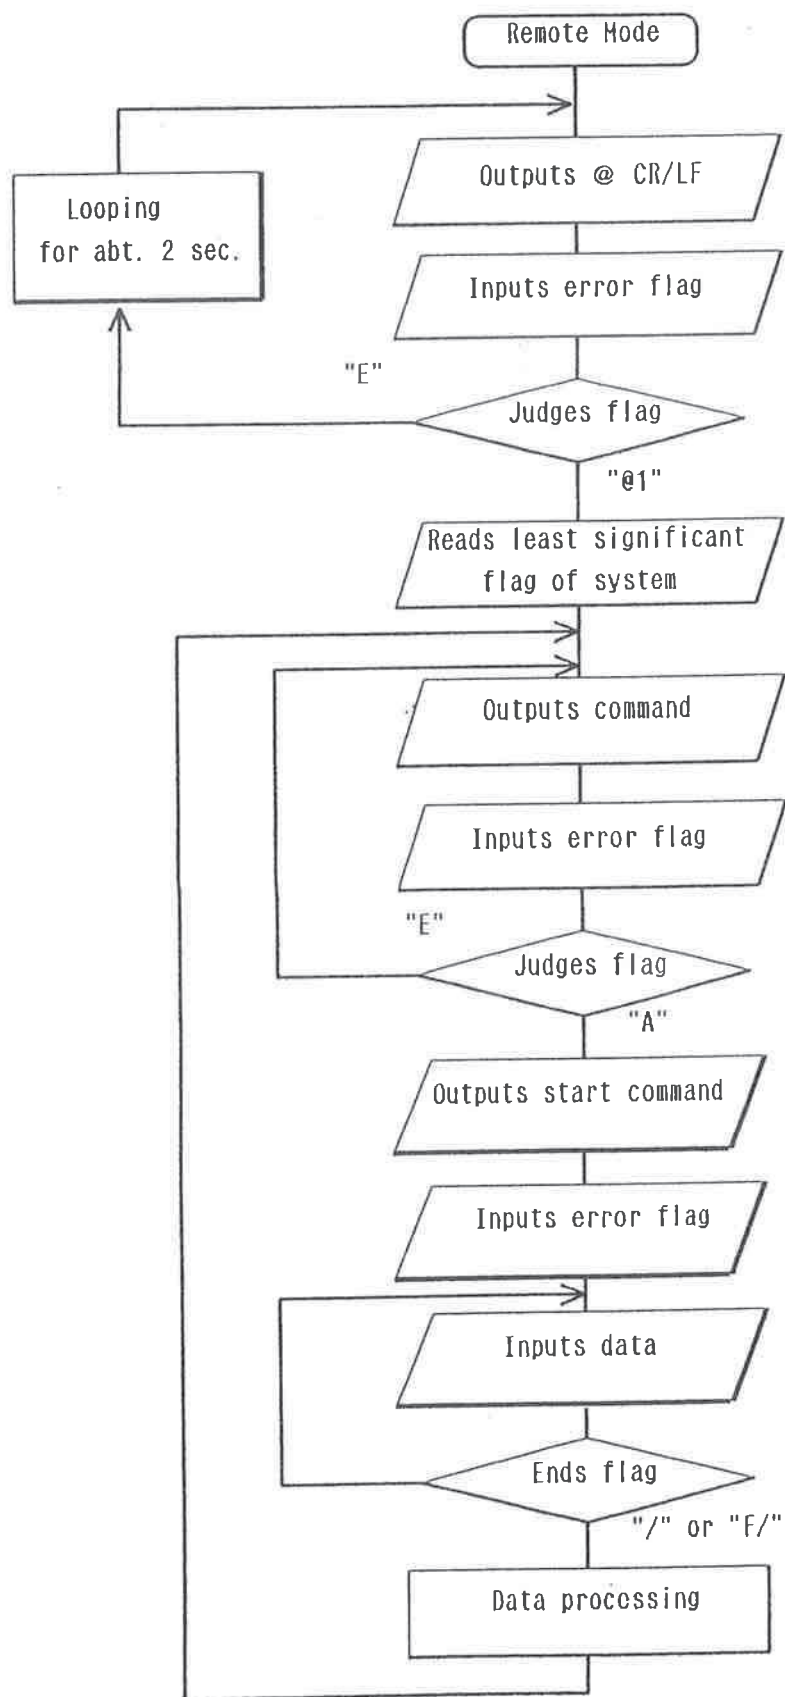 Remote Mode
Outputs @ CR/LF
Looping
for abt. 2 sec.
Inputs error flag
"E"
Judges flag
"@1"
Reads least significant
flag of system
Outputs command
Inputs error flag
"E"
Judges flag
"A"
Outputs start command
Inputs error flag
Inputs data
Ends flag
"/" or "F/"
Data processing